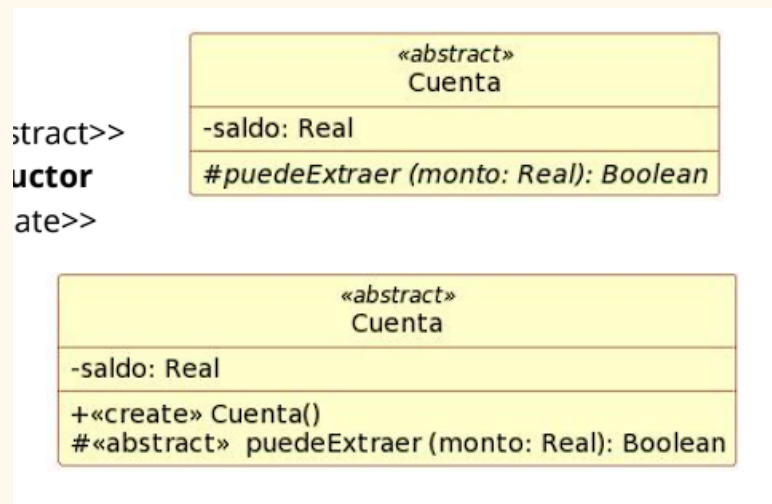 «abstract»
Cuenta
-saldo: Real
#puedeExtraer (monto: Real): Boolean
stract>>
uctor
ate>>
«abstract»
Cuenta
-saldo: Real
+«create» Cuenta()
#«abstract» puedeExtraer (monto: Real): Boolean